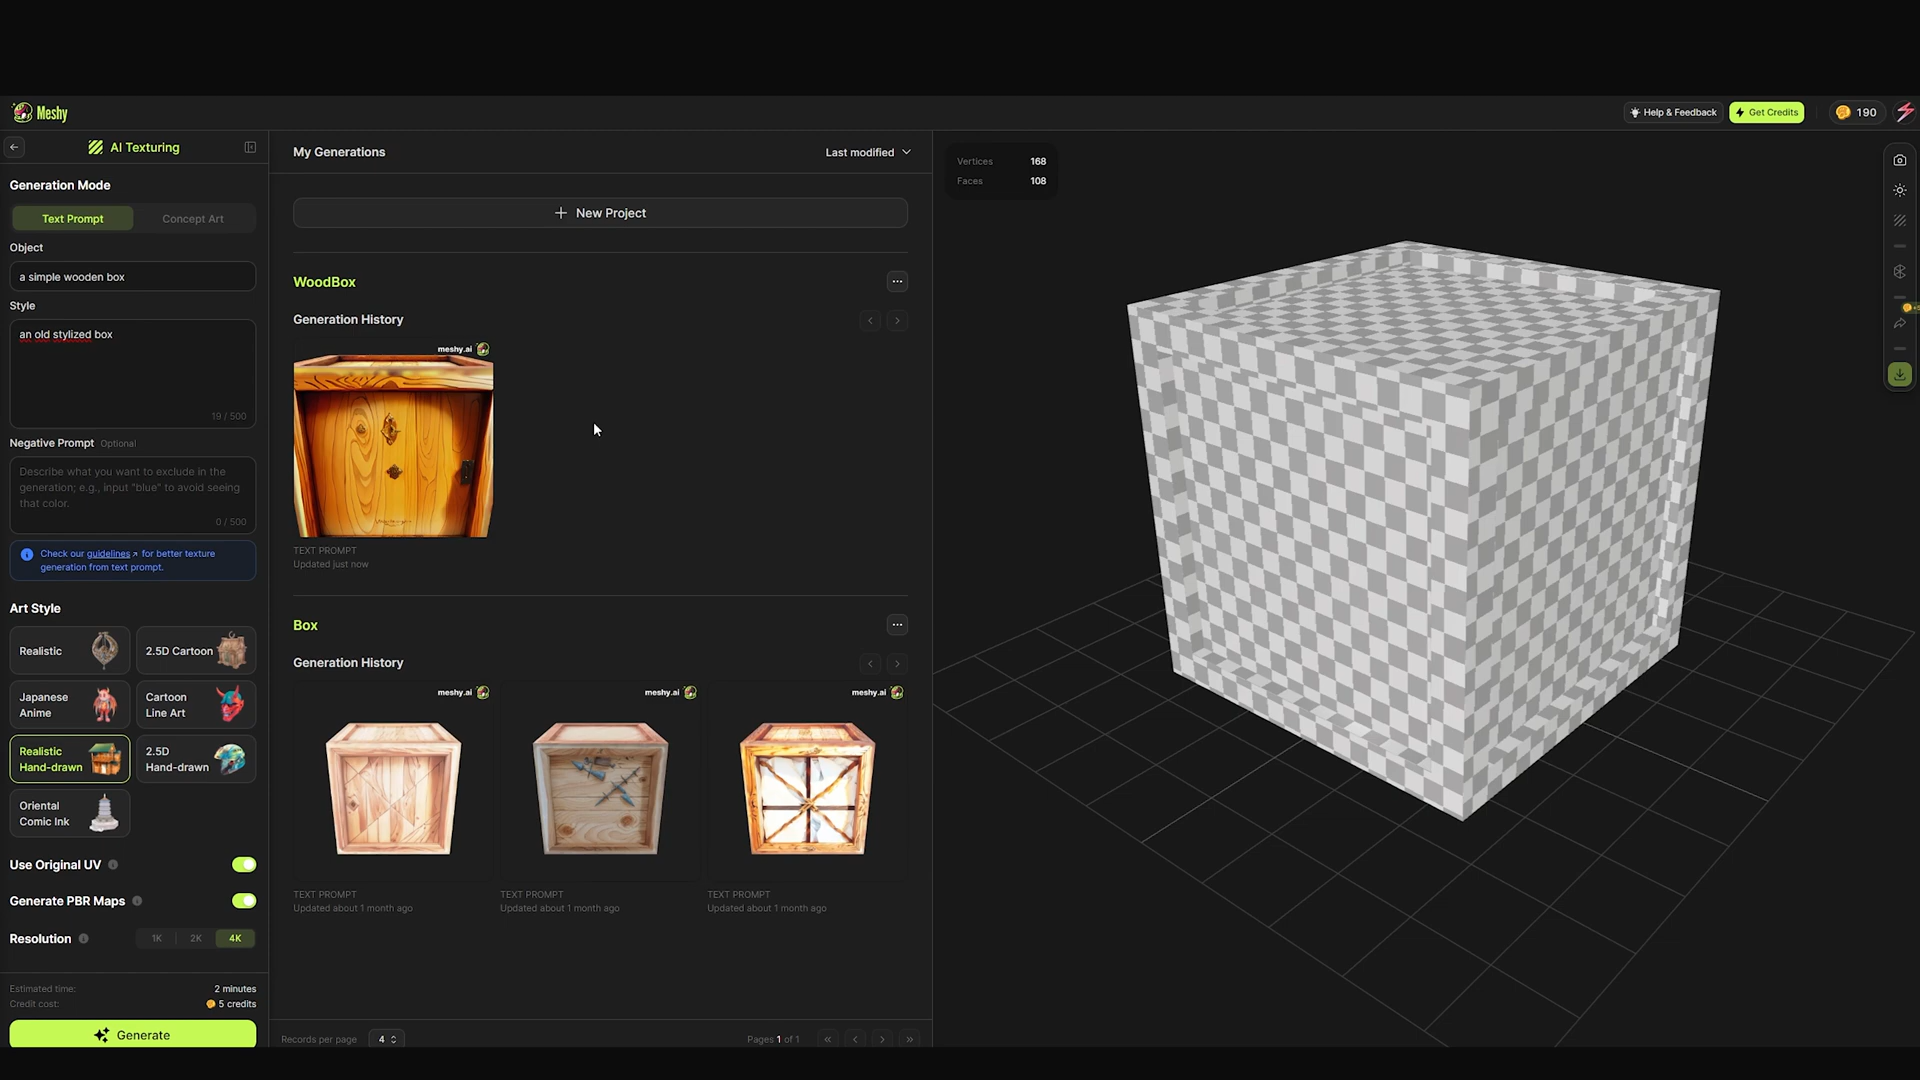 Meshy
Help & Feedback
Get Credits
190
AI Texturing
Generation Mode
Text Prompt
Concept Art
Object
a simple wooden box
Style
an old stylized box
19 / 500
Negative Prompt Optional
Describe what you want to exclude in the
generation; e.g., input "blue" to avoid seeing
that color.
0 / 500
Check our guidelines↗ for better texture
generation from text prompt.
Art Style
Realistic
2.5D Cartoon
Japanese
Anime
Cartoon
Line Art
Realistic
Hand-drawn
2.5D
Hand-drawn
Oriental
Comic Ink
Use Original UV
Generate PBR Maps
Resolution
1K
2K
4K
Estimated time:
2 minutes
Credit cost:
5 credits
Generate
My Generations
Last modified
New Project
WoodBox
Generation History
meshy.ai
TEXT PROMPT
Updated just now
Box
Generation History
meshy.ai
meshy.ai
meshy.ai
TEXT PROMPT
Updated about 1 month ago
TEXT PROMPT
Updated about 1 month ago
TEXT PROMPT
Updated about 1 month ago
Records per page
4
Pages 1 of 1
Vertices 168
Faces 108